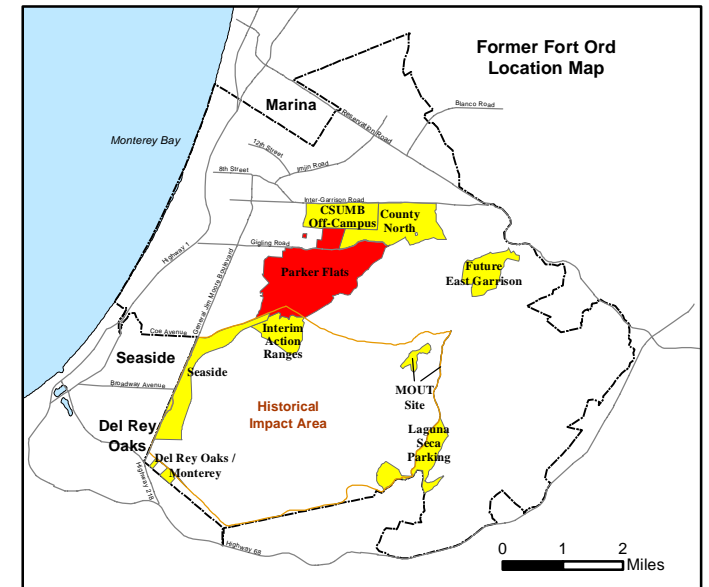 Former Fort Ord
Location Map
Marina
Blanco Road
Reservation Road
Monterey Bay
12th Street
Imjin Road
8th Street
Inter-Garrison Road
CSUMB
Off-Campus
County
North
Gigling Road
Highway 1
General Jim Moore Boulevard
Parker Flats
Future
East Garrison
Coe Avenue
Interim
Action
Ranges
Seaside
Seaside
Broadway Avenue
MOUT
Site
Historical
Impact Area
Del Rey
Oaks
Laguna
Seca
Parking
Del Rey Oaks /
Monterey
Highway 218
Highway 68
0 1 2
Miles